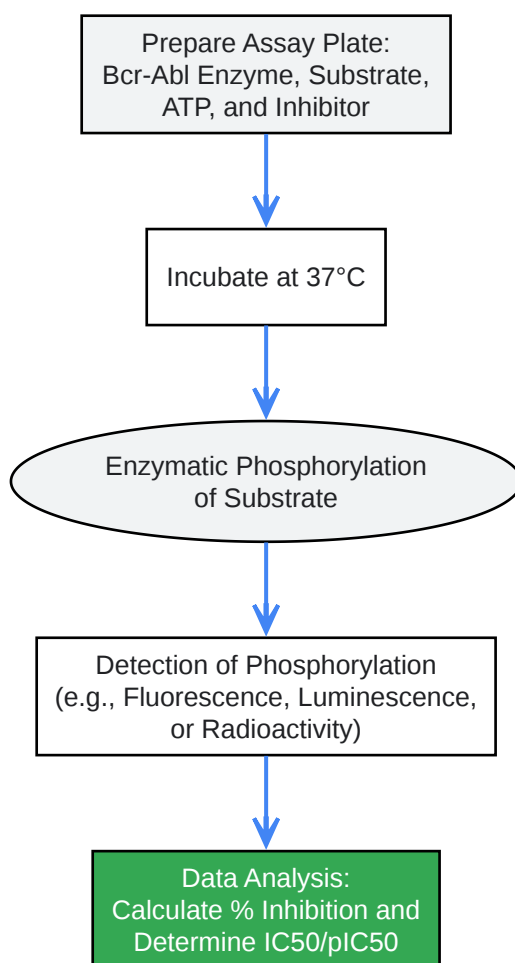 Prepare Assay Plate:
Bcr-Abl Enzyme, Substrate,
ATP, and Inhibitor
Incubate at 37°C
Enzymatic Phosphorylation
of Substrate
Detection of Phosphorylation
(e.g., Fluorescence, Luminescence,
or Radioactivity)
Data Analysis:
Calculate % Inhibition and
Determine IC50/pIC50